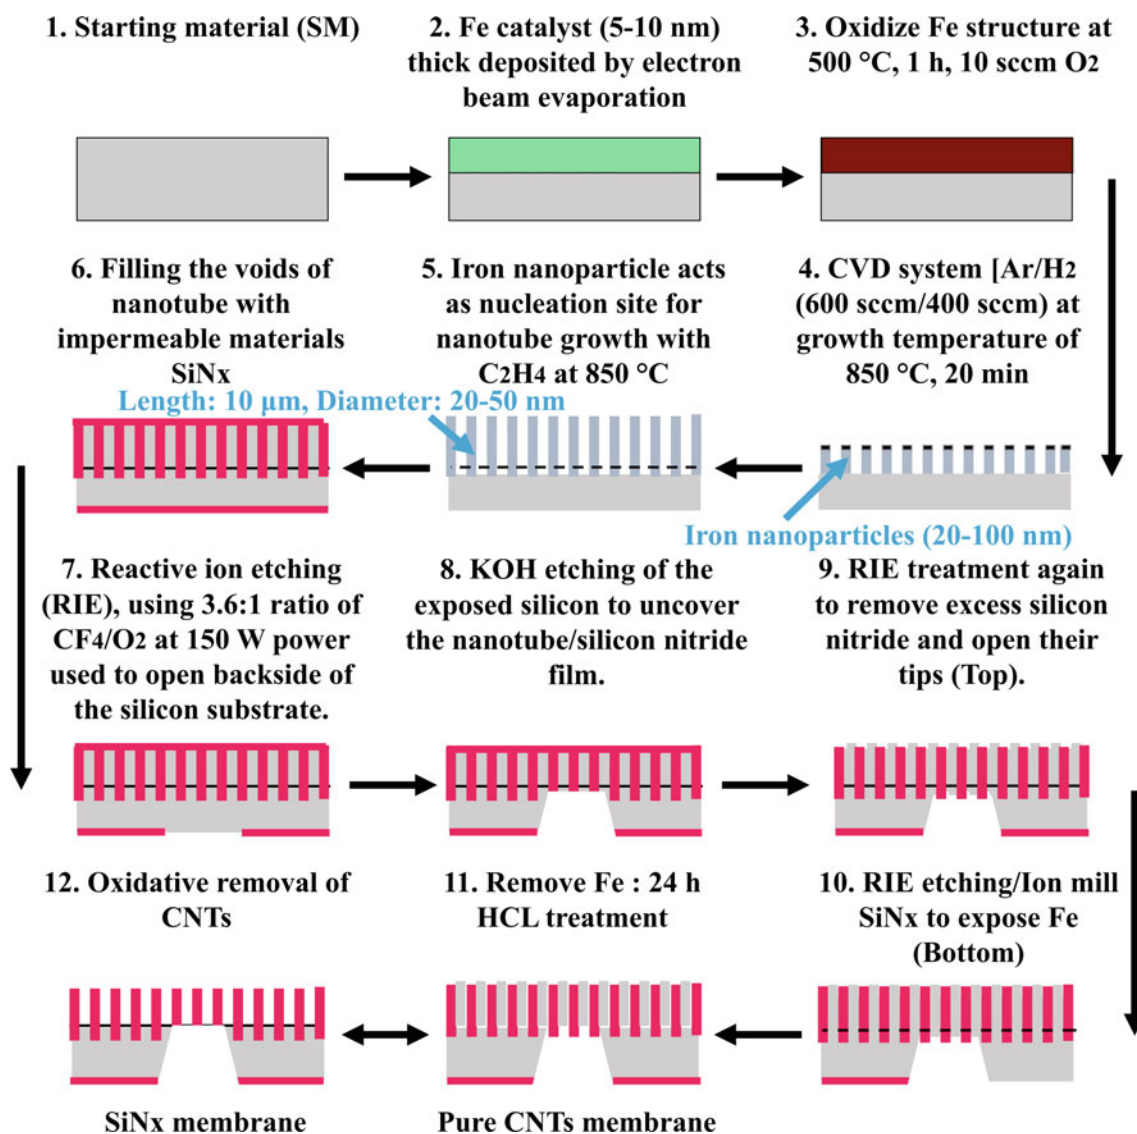 1. Starting material (SM)
2. Fe catalyst (5-10 nm)
thick deposited by electron
beam evaporation
3. Oxidize Fe structure at
500 °C, 1 h, 10 sccm O2
4. CVD system [Ar/H2
(600 sccm/400 sccm) at
growth temperature of
850 °C, 20 min
Iron nanoparticles (20-100 nm)
5. Iron nanoparticle acts
as nucleation site for
nanotube growth with
C2H4 at 850 °C
Length: 10 μm, Diameter: 20-50 nm
6. Filling the voids of
nanotube with
impermeable materials
SiNx
7. Reactive ion etching
(RIE), using 3.6:1 ratio of
CF4/O2 at 150 W power
used to open backside of
the silicon substrate.
8. KOH etching of the
exposed silicon to uncover
the nanotube/silicon nitride
film.
9. RIE treatment again
to remove excess silicon
nitride and open their
tips (Top).
10. RIE etching/Ion mill
SiNx to expose Fe
(Bottom)
11. Remove Fe : 24 h
HCL treatment
Pure CNTs membrane
12. Oxidative removal of
CNTs
SiNx membrane